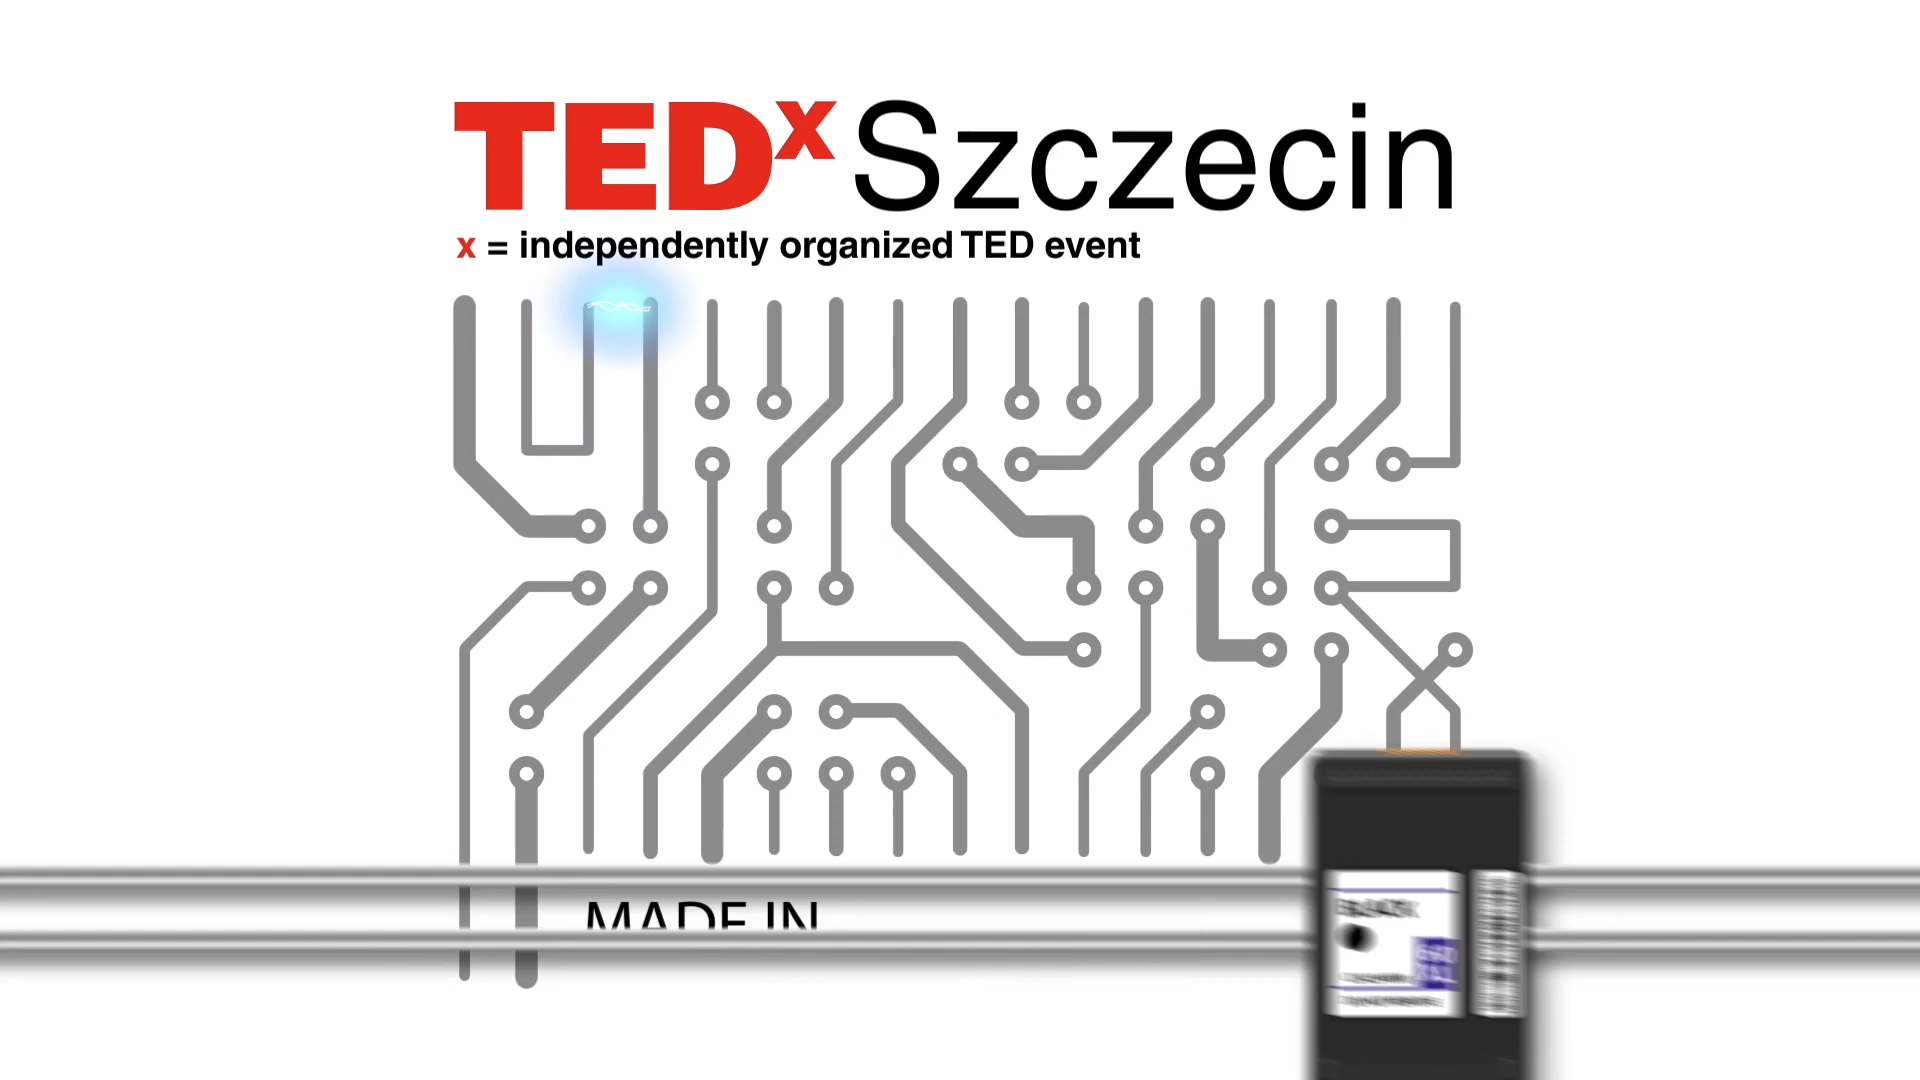 TEDx Szczecin
x = independently organized TED event
MADE IN